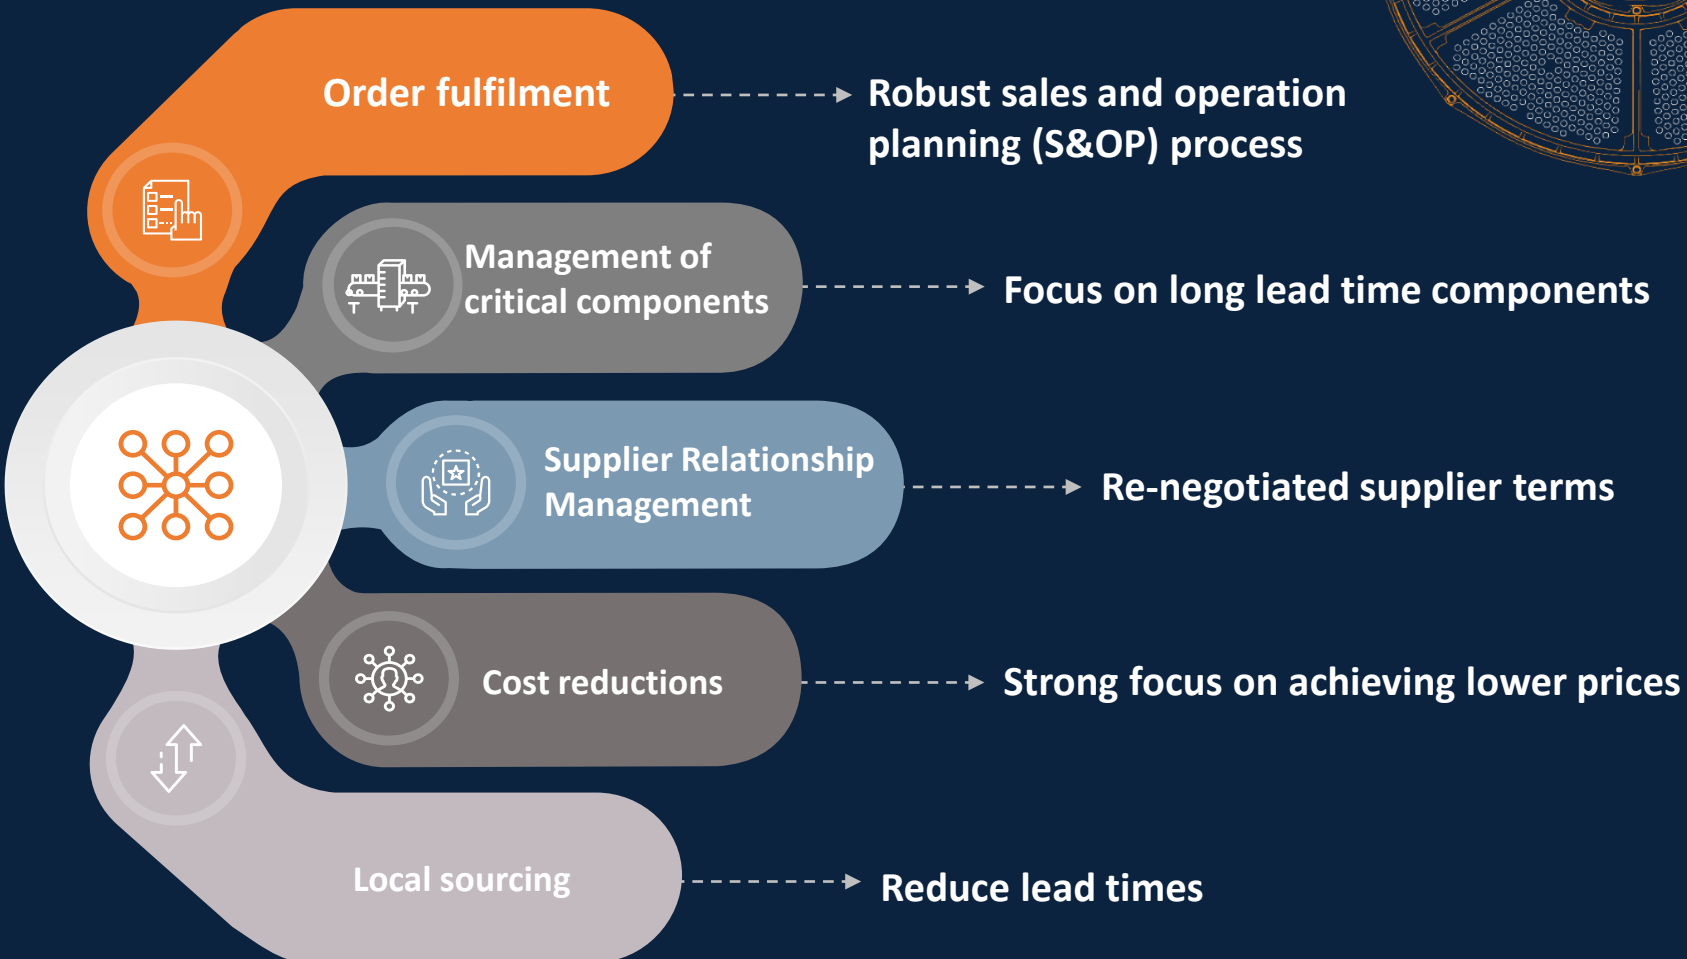 Order fulfilment
Robust sales and operation
planning (S&OP) process
Management of
critical components
Focus on long lead time components
Supplier Relationship
Management
Re-negotiated supplier terms
Cost reductions
Strong focus on achieving lower prices
Local sourcing
Reduce lead times